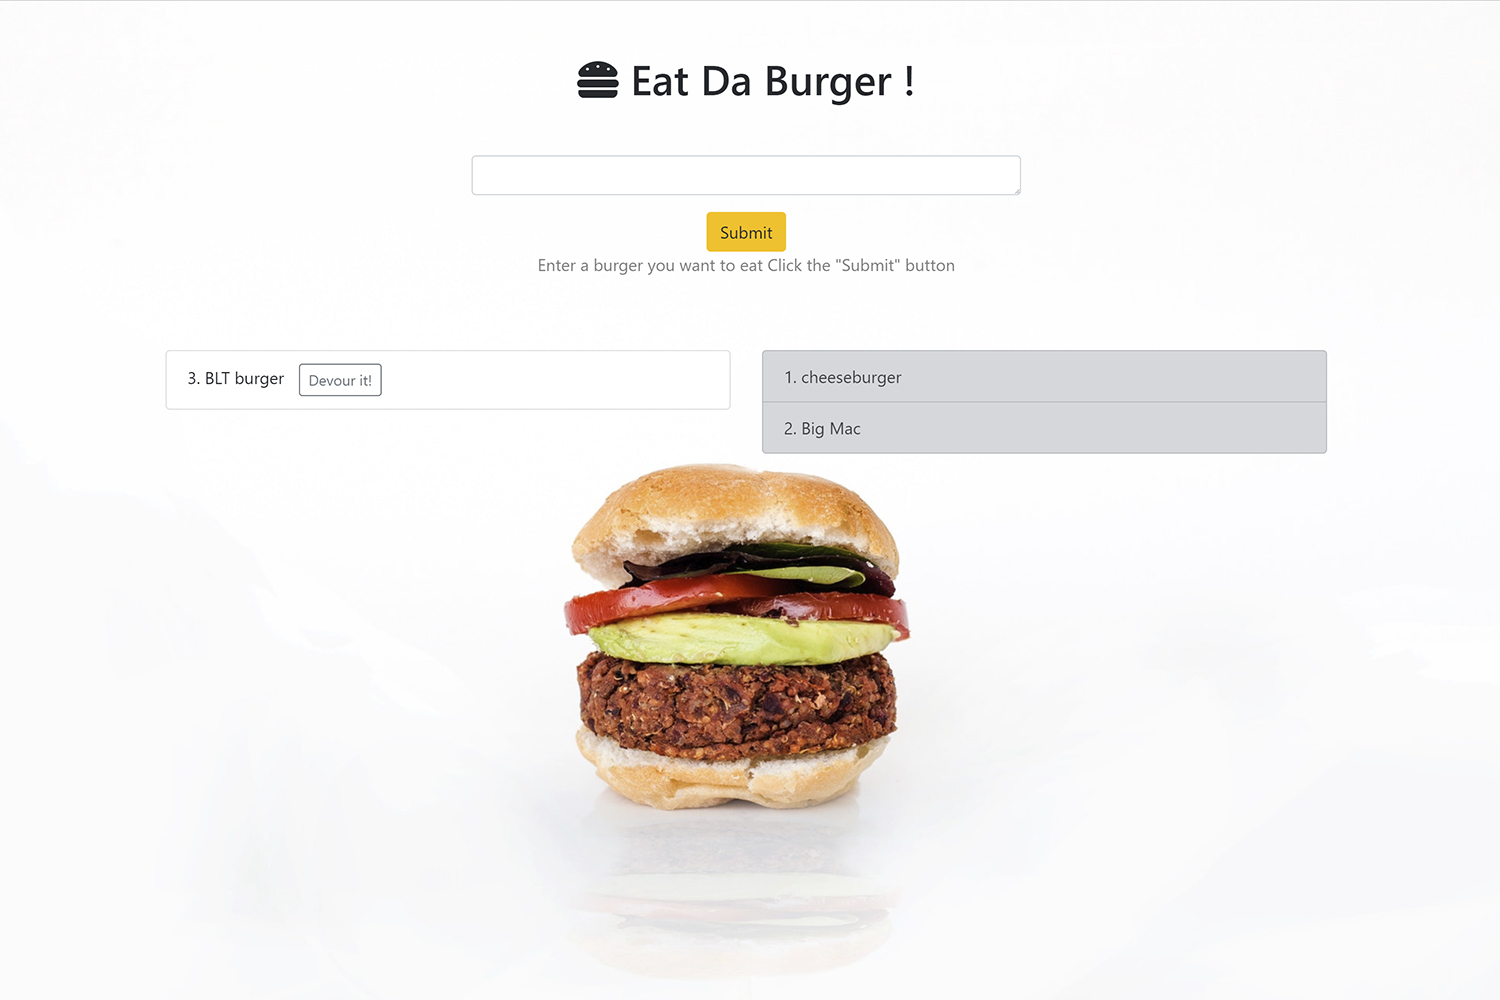 Eat Da Burger !
Submit
Enter a burger you want to eat Click the "Submit" button
3. BLT burger Devour it!
1. cheeseburger
2. Big Mac